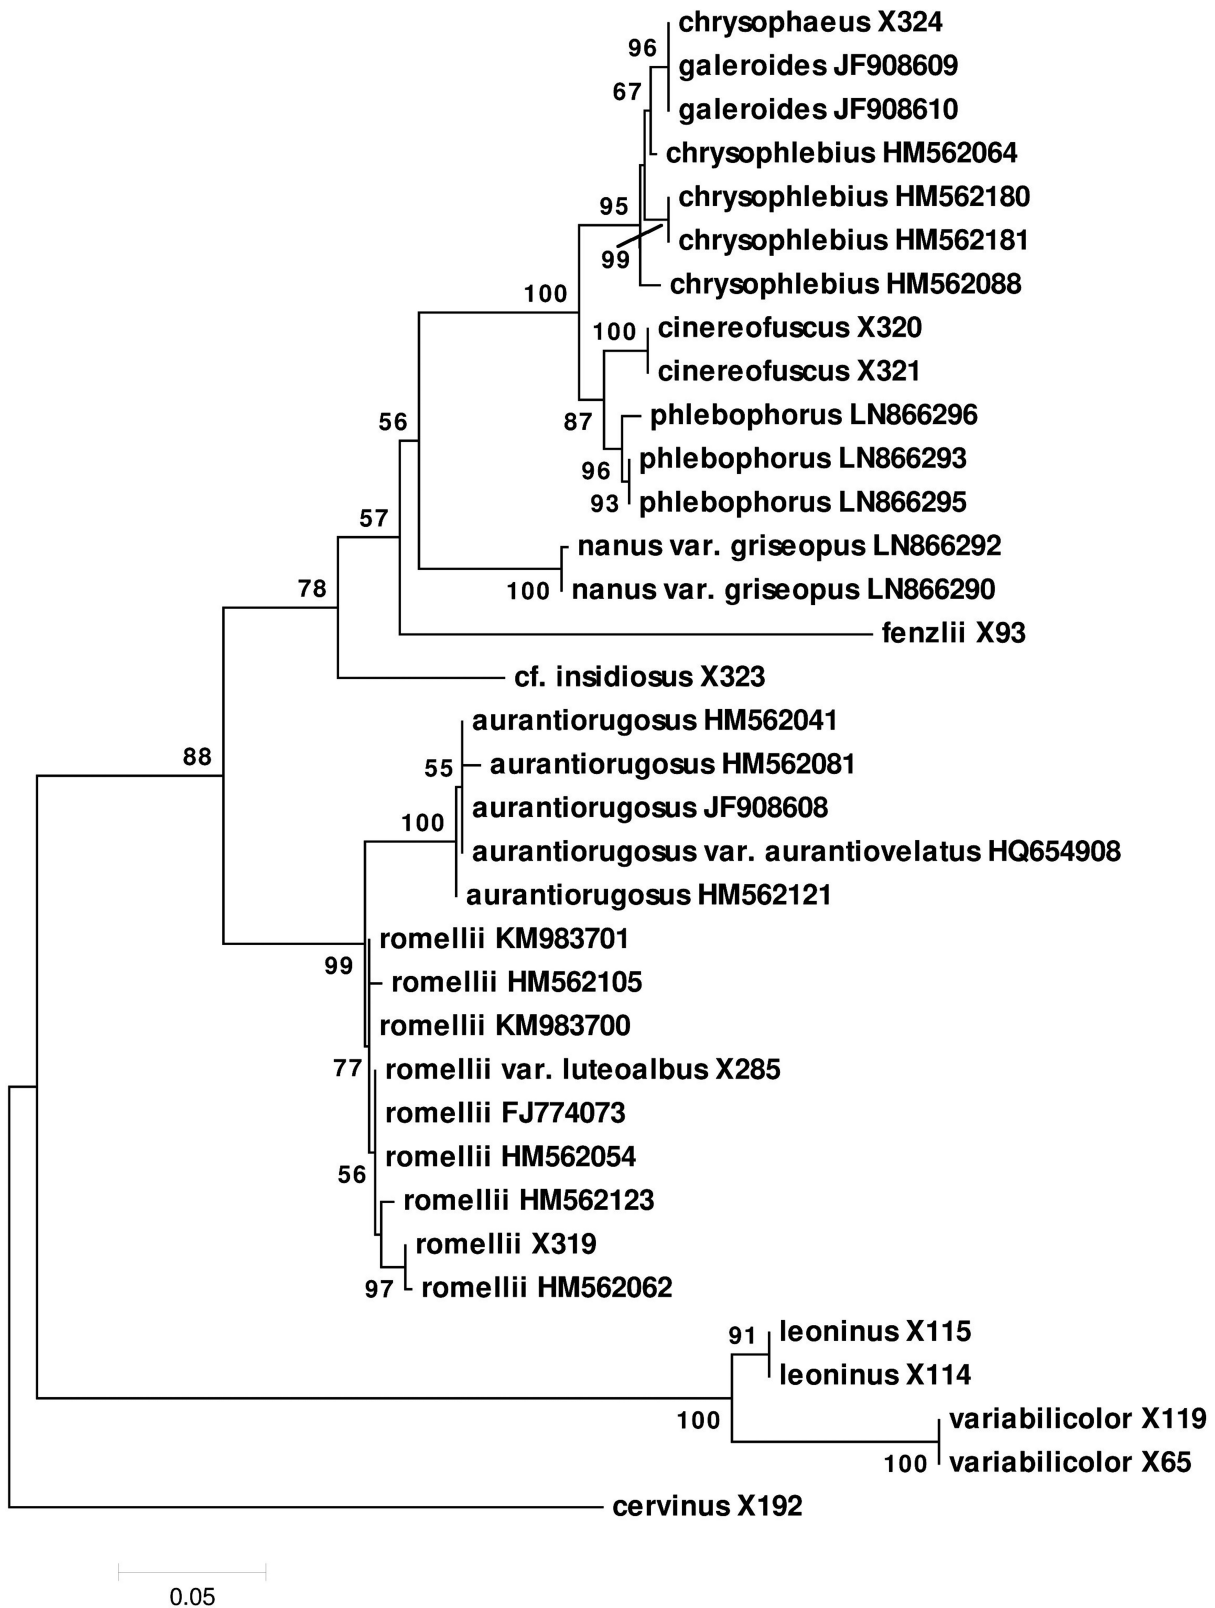 chrysophaeus X324
96
galeroides JF908609
67
galeroides JF908610
chrysophlebius HM562064
chrysophlebius HM562180
95
chrysophlebius HM562181
99
chrysophlebius HM562088
100
cinereofuscus X320
100
cinereofuscus X321
phlebophorus LN866296
56
87
phlebophorus LN866293
96
phlebophorus LN866295
93
57
nanus var. griseopus LN866292
78
100
nanus var. griseopus LN866290
fenzlii X93
cf. insidiosus X323
aurantiorugosus HM562041
88
55
aurantiorugosus HM562081
aurantiorugosus JF908608
100
aurantiorugosus var. aurantiovelatus HQ654908
aurantiorugosus HM562121
romellii KM983701
99
romellii HM562105
romellii KM983700
77
romellii var. luteoalbus X285
romellii FJ774073
romellii HM562054
56
romellii HM562123
romellii X319
97
romellii HM562062
91
leoninus X115
leoninus X114
100
variabilicolor X119
100
variabilicolor X65
cervinus X192
0.05